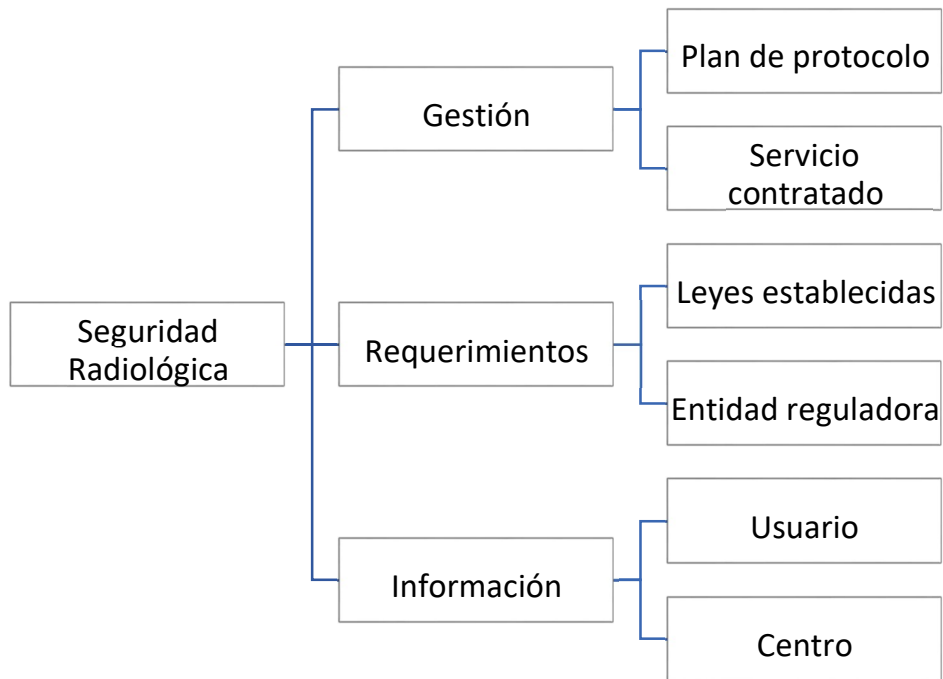 Plan de protocolo
Gestión
Servicio
contratado
Leyes establecidas
Seguridad
Radiológica
Requerimientos
Entidad reguladora
Usuario
Información
Centro